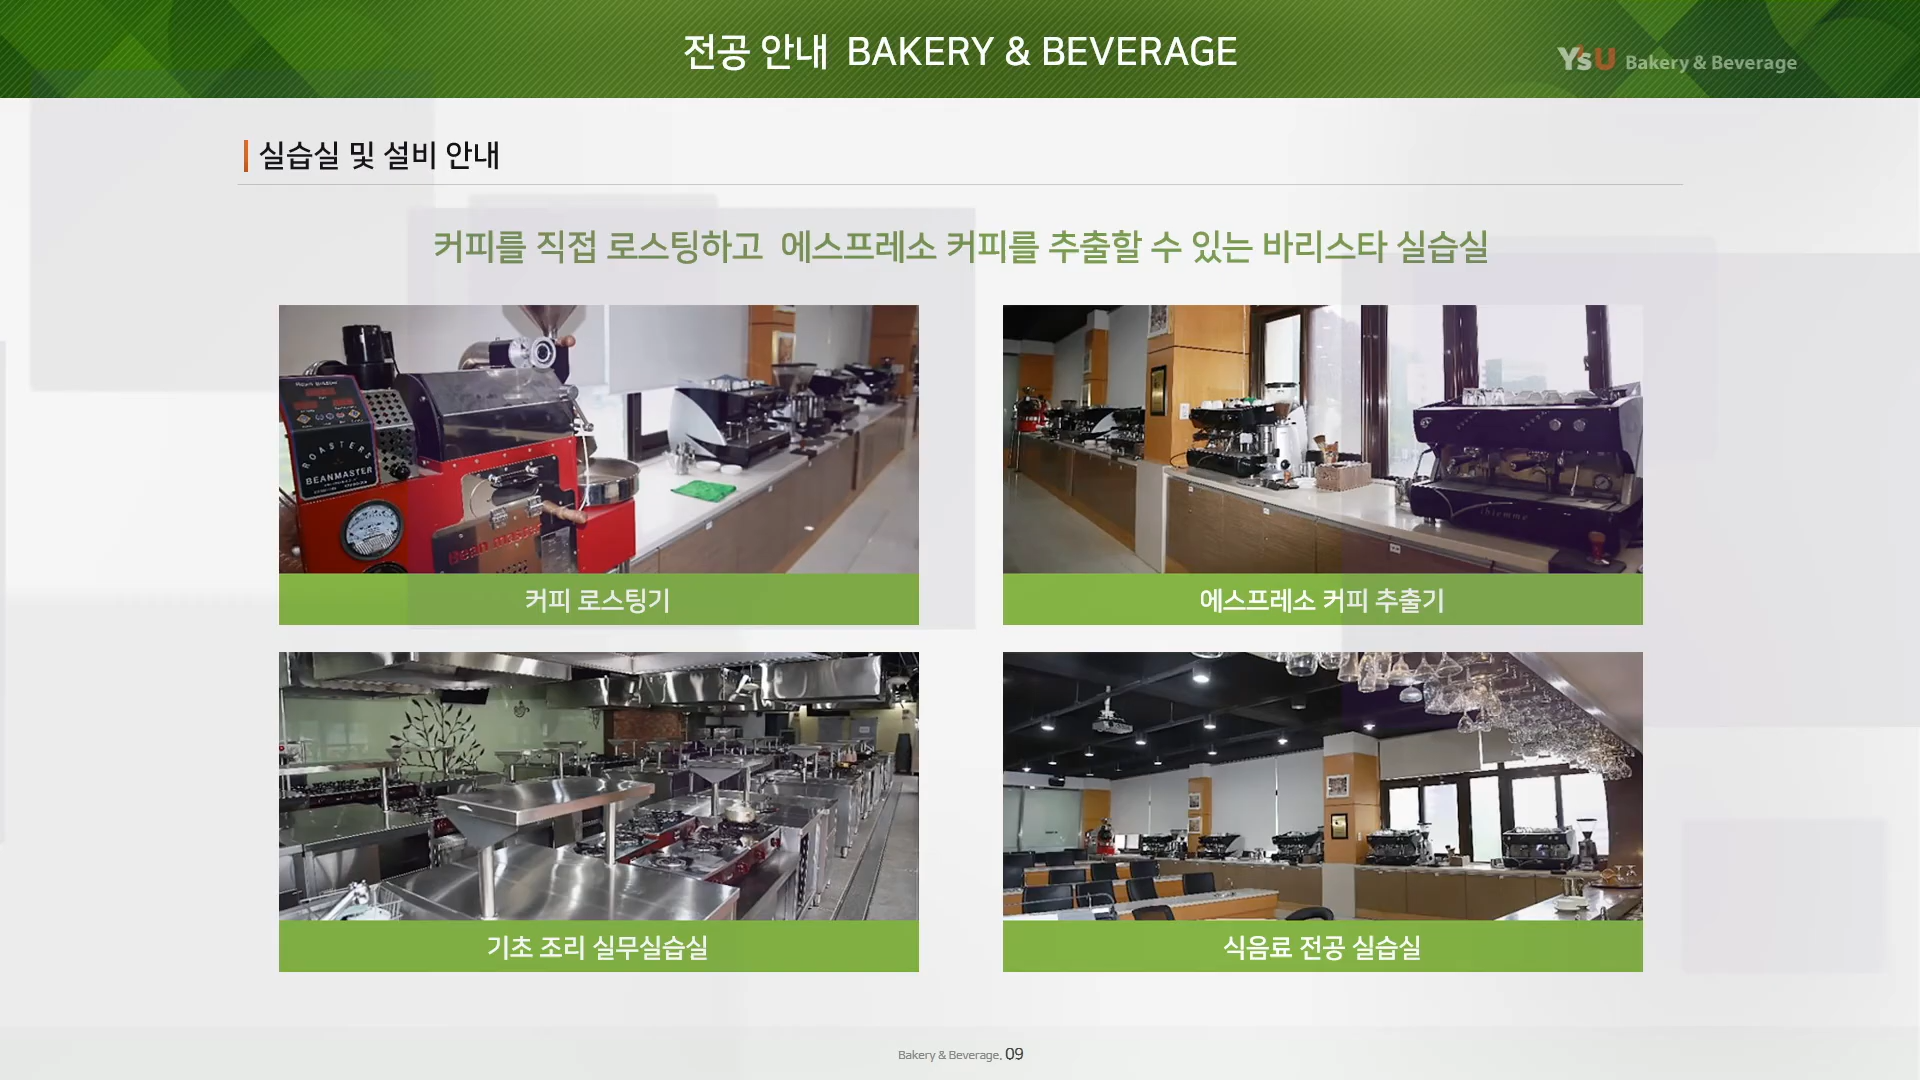 전공 안내 BAKERY & BEVERAGE
YsU Bakery & Beverage
실습실 및 설비 안내
커피를 직접 로스팅하고 에스프레소 커피를 추출할 수 있는 바리스타 실습실
ROASTERS
BEANMASTER
Bean master
커피 로스팅기
에스프레소 커피 추출기
기초 조리 실무실습실
식음료 전공 실습실
Bakery & Beverage. 09